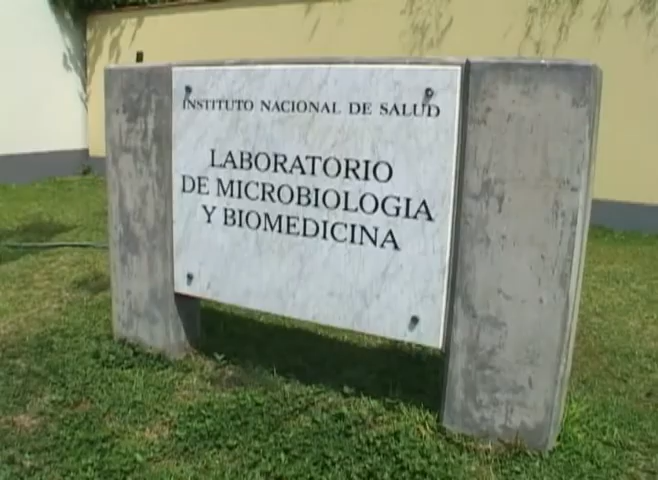 INSTITUTO NACIONAL DE SALUD
LABORATORIO
DE MICROBIOLOGIA
Y BIOMEDICINA